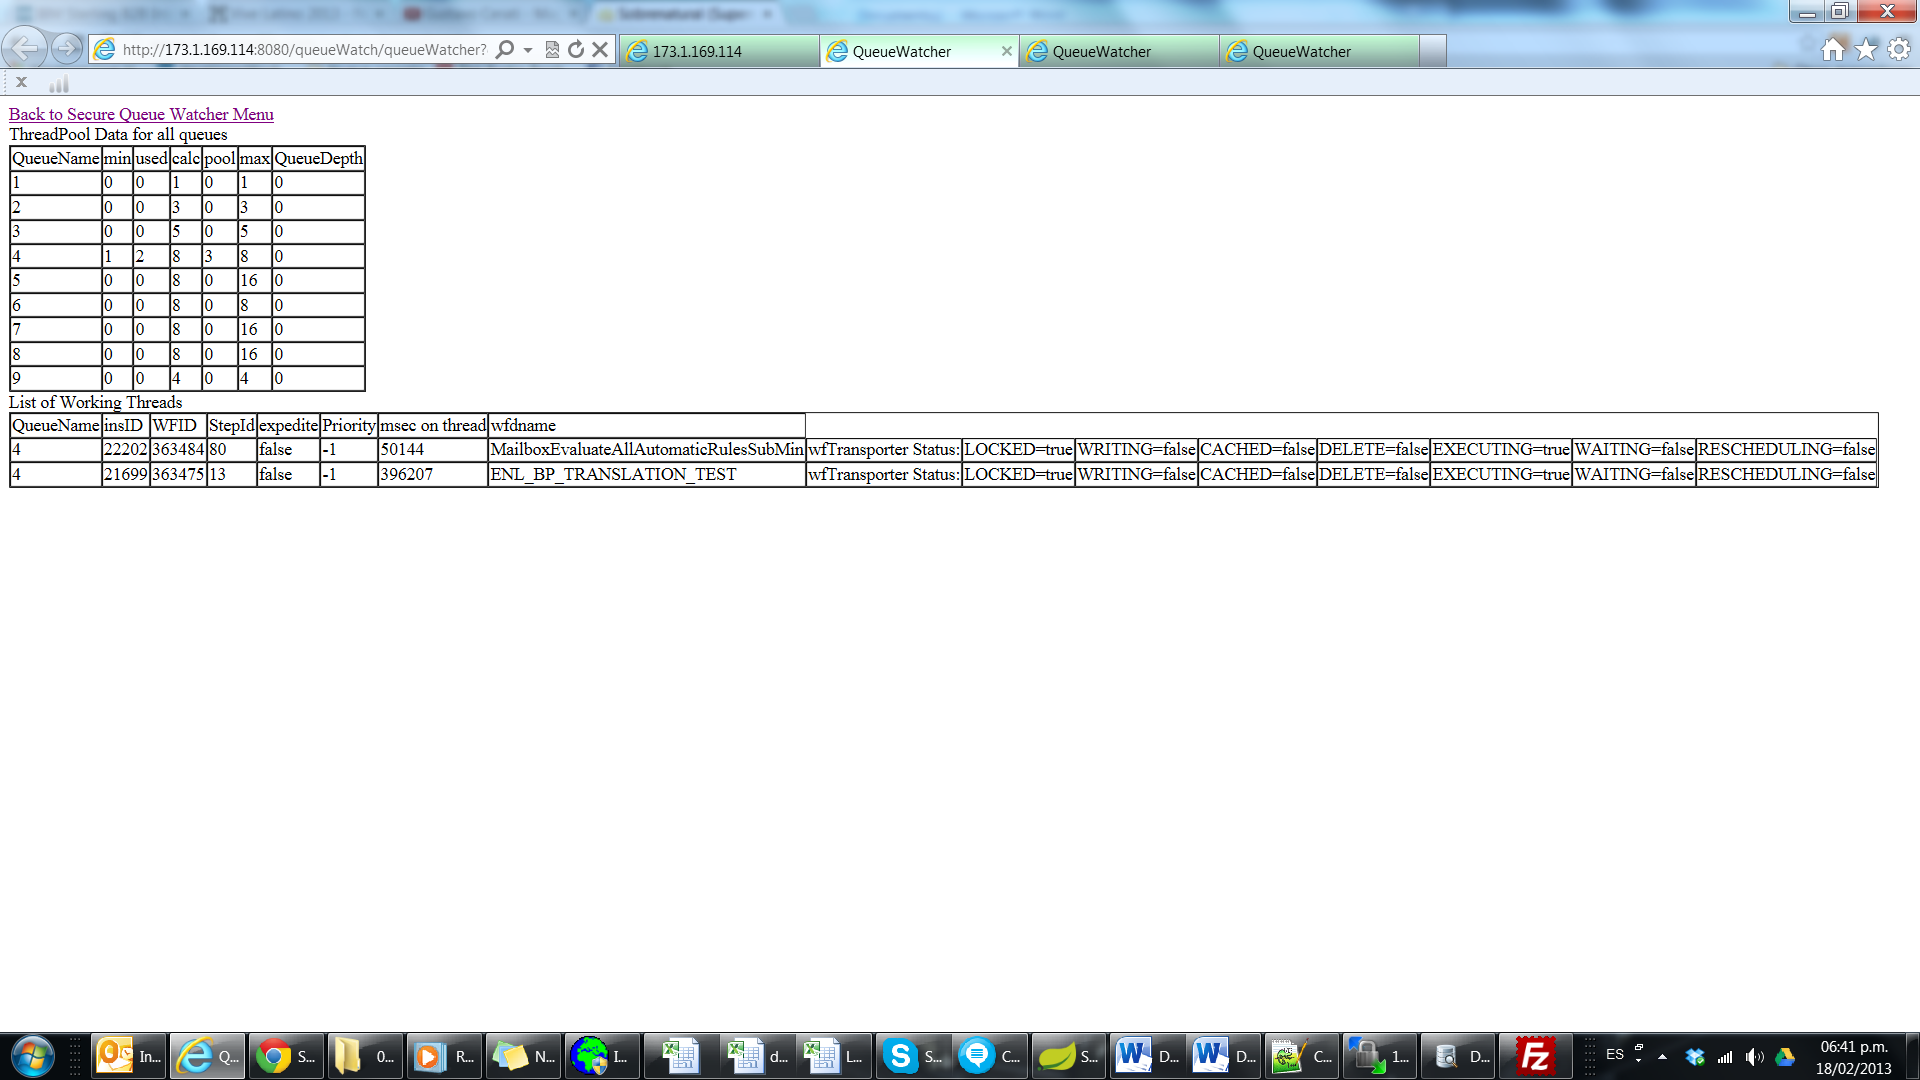 http://173.1.169.114:8080/queueWatch/queueWatcher?
173.1.169.114
QueueWatcher
QueueWatcher
QueueWatcher
Back to Secure Queue Watcher Menu
ThreadPool Data for all queues
QueueName min used calc pool max QueueDepth
1 0 0 1 0 1 0
2 0 0 3 0 3 0
3 0 0 5 0 5 0
4 1 2 8 3 8 0
5 0 0 8 0 16 0
6 0 0 8 0 8 0
7 0 0 8 0 16 0
8 0 0 8 0 16 0
9 0 0 4 0 4 0
List of Working Threads
QueueName insID WFID StepId expedite Priority msec on thread wfdname
4 22202 363484 80 false -1 50144 MailboxEvaluateAllAutomaticRulesSubMin wfTransporter Status: LOCKED=true WRITING=false CACHED=false DELETE=false EXECUTING=true WAITING=false RESCHEDULING=false
4 21699 363475 13 false -1 396207 ENL_BP_TRANSLATION_TEST wfTransporter Status: LOCKED=true WRITING=false CACHED=false DELETE=false EXECUTING=true WAITING=false RESCHEDULING=false
In... Q... S... 0... R... N... I... d... L... S... C... S... D... D... C... 1... D... ES
06:41 p.m.
18/02/2013